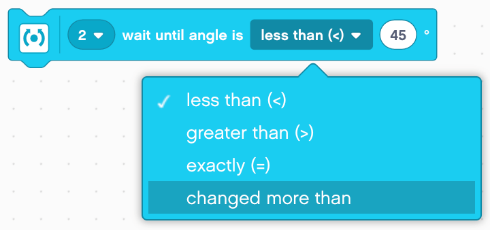 2 wait until angle is less than (<) 45 °
less than (<)
greater than (>)
exactly (=)
changed more than